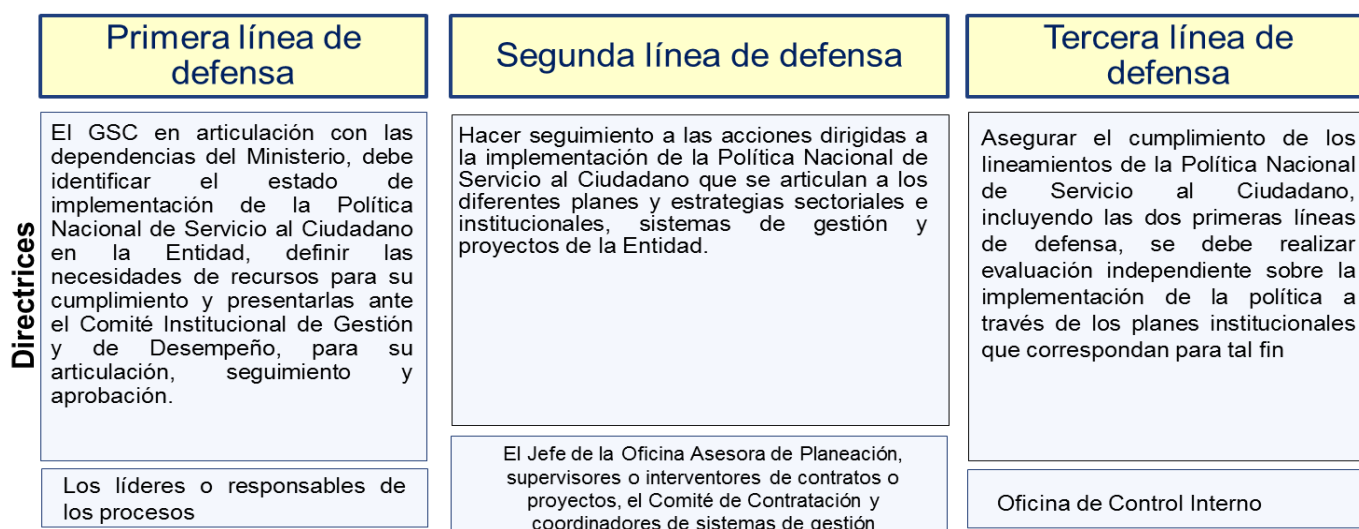 Primera línea de
defensa
Segunda línea de defensa
Tercera línea de
defensa
Directrices
El GSC en articulación con las
dependencias del Ministerio, debe
identificar el estado de
implementación de la Política
Nacional de Servicio al Ciudadano
en la Entidad, definir las
necesidades de recursos para su
cumplimiento y presentarlas ante
el Comité Institucional de Gestión
y de Desempeño, para su
articulación, seguimiento y
aprobación.
Hacer seguimiento a las acciones dirigidas a
la implementación de la Política Nacional de
Servicio al Ciudadano que se articulan a los
diferentes planes y estrategias sectoriales e
institucionales, sistemas de gestión y
proyectos de la Entidad.
Asegurar el cumplimiento de los
lineamientos de la Política Nacional
de Servicio al Ciudadano,
incluyendo las dos primeras líneas
de defensa, se debe realizar
evaluación independiente sobre la
implementación de la política a
través de los planes institucionales
que correspondan para tal fin
Los líderes o responsables de
los procesos
El Jefe de la Oficina Asesora de Planeación,
supervisores o interventores de contratos o
proyectos, el Comité de Contratación y
coordinadores de sistemas de gestión
Oficina de Control Interno